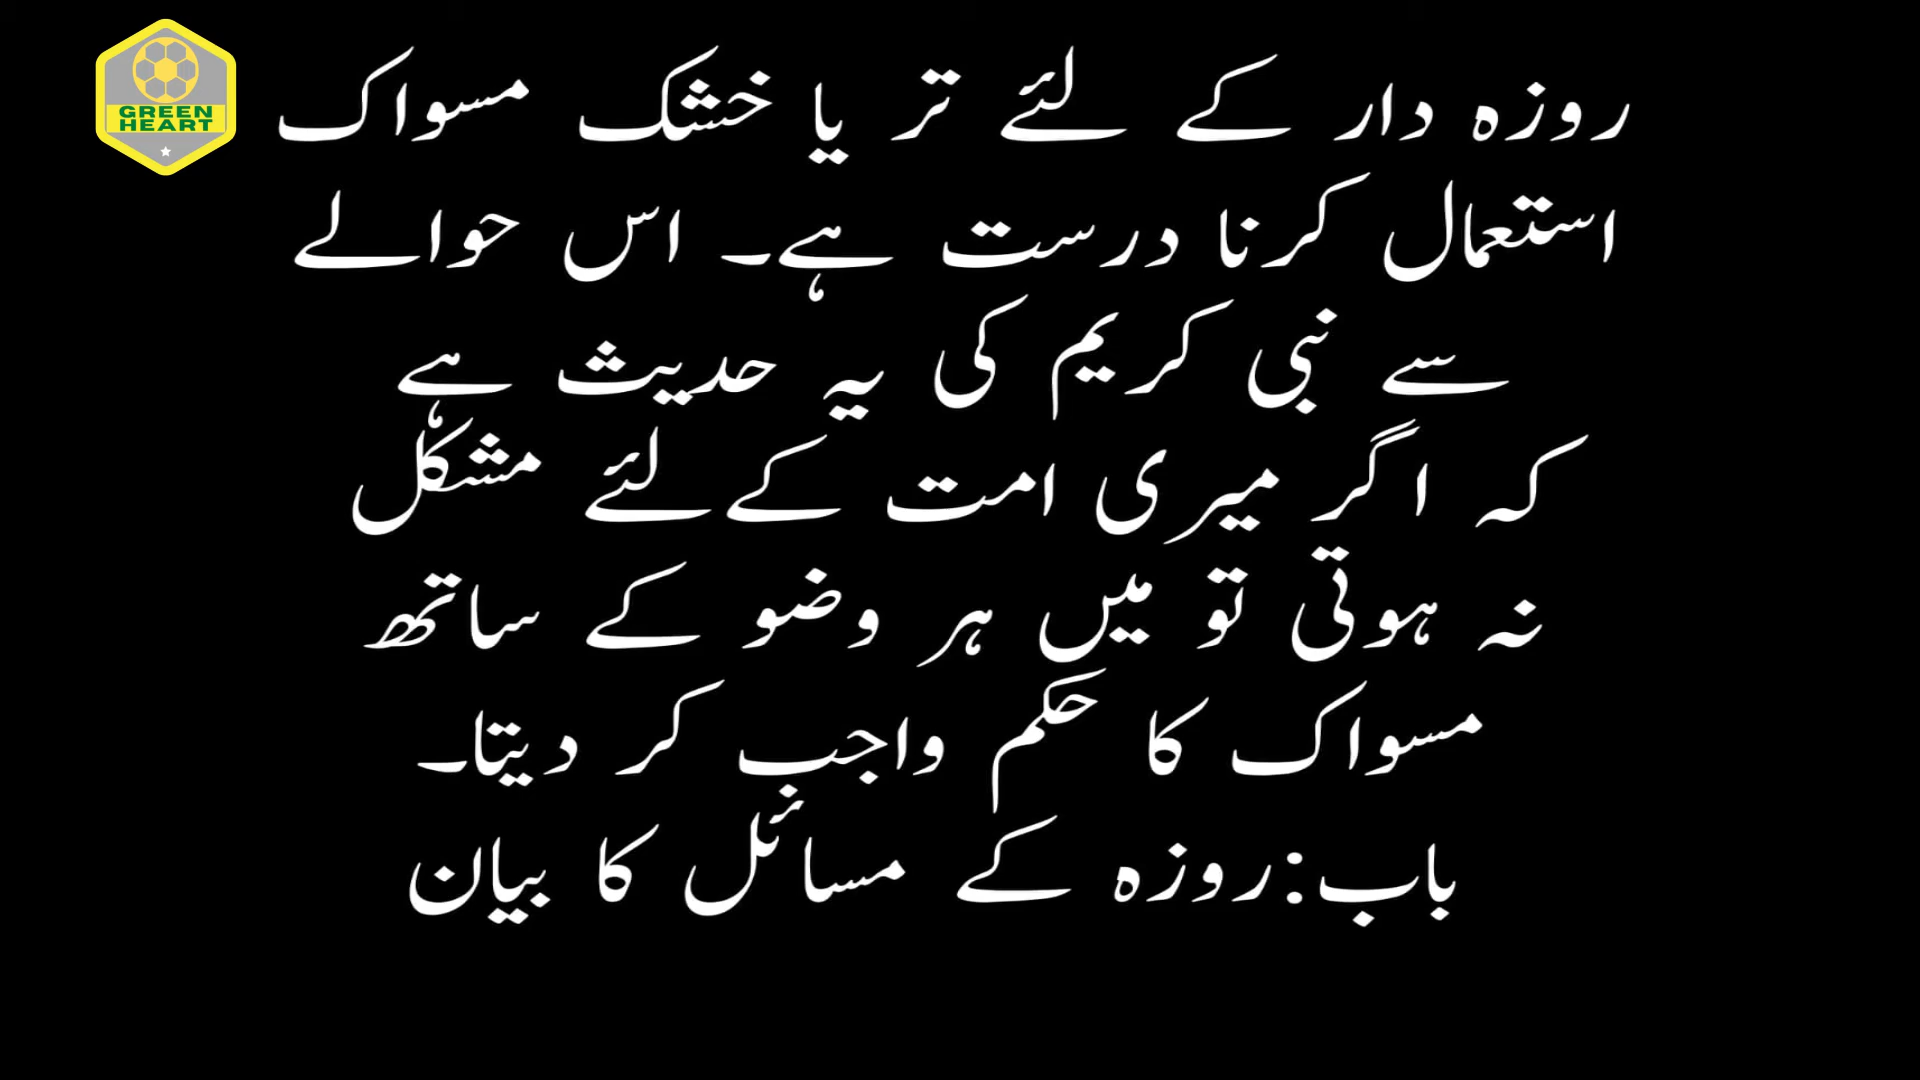 GREEN
HEART
روزہ دار کے لئے تر یا خشک مسواک
استعمال کرنا درست ہے۔ اس حوالے
سے نبی کریم کی یہ حدیث ہے
کہ اگر میری امت کےلئے مشکل
نہ ہوتی تو میں ہر وضو کے ساتھ
مسواک کا حکم واجب کر دیتا۔
باب:روزہ کے مسائل کا بیان